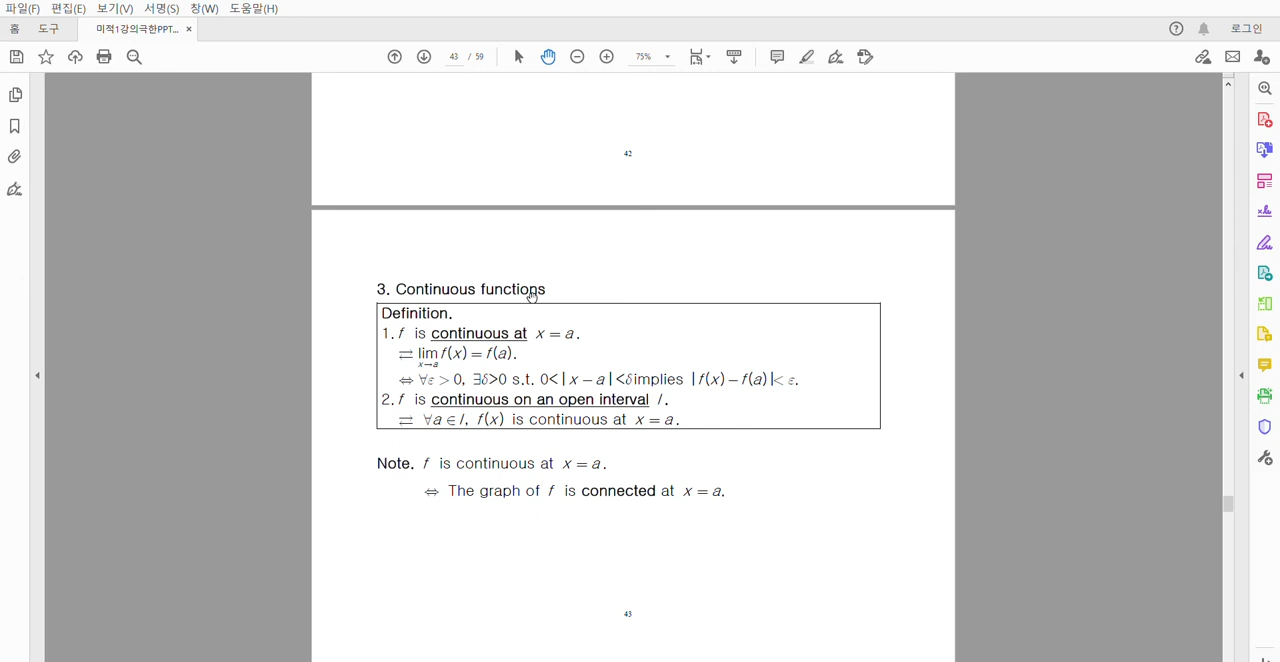 파일(F) 편집(E) 보기(V) 서명(S) 창(W) 도움말(H)
홈 도구 미적1강의극한PPT... × 로그인
43 / 59 75%
42
3. Continuous functions
Definition.
1. f is continuous at x = a.
⇄ lim f(x) = f(a).
x→a
⇔ ∀ε > 0, ∃δ>0 s.t. 0<|x − a|<δ implies |f(x) − f(a)|< ε.
2. f is continuous on an open interval I.
⇄ ∀a ∈ I, f(x) is continuous at x = a.
Note. f is continuous at x = a.
⇔ The graph of f is connected at x = a.
43